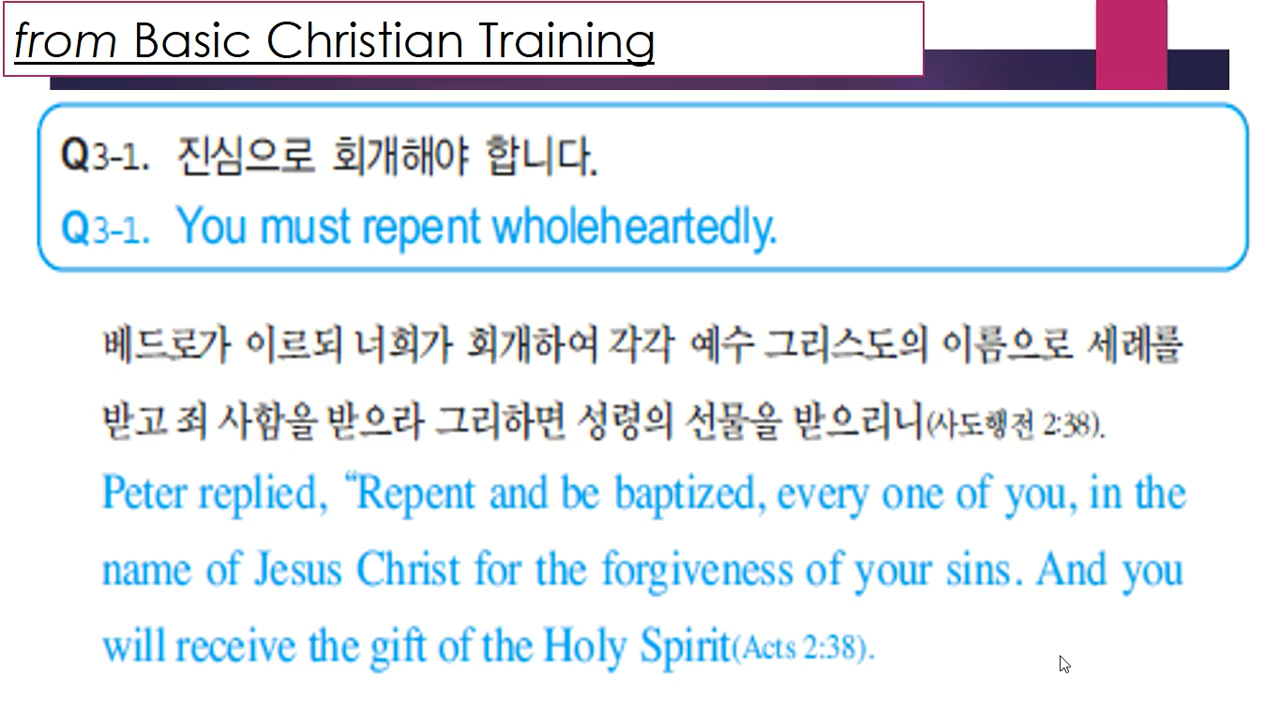 from Basic Christian Training
Q3-1. 진심으로 회개해야 합니다.
Q3-1. You must repent wholeheartedly.
베드로가 이르되 너희가 회개하여 각각 예수 그리스도의 이름으로 세례를
받고 죄 사함을 받으라 그리하면 성령의 선물을 받으리니(사도행전 2:38).
Peter replied, “Repent and be baptized, every one of you, in the
name of Jesus Christ for the forgiveness of your sins. And you
will receive the gift of the Holy Spirit(Acts 2:38).